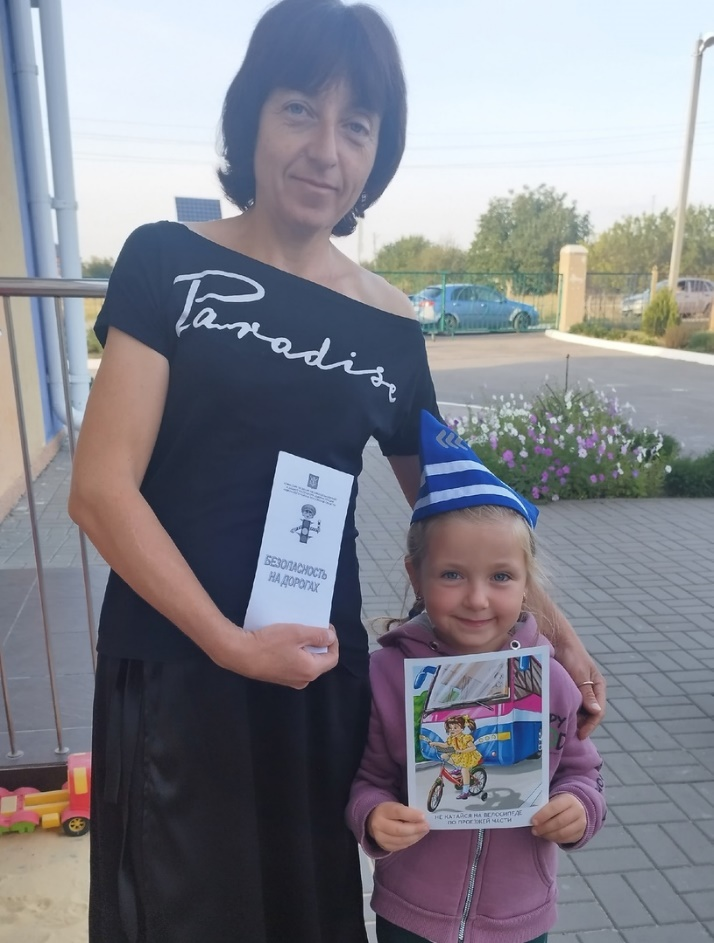 Paradise
БЕЗОПАСНОСТЬ
НА ДОРОГАХ
НЕ КАТАЙСЯ НА ВЕЛОСИПЕДЕ
ПО ПРОЕЗЖЕЙ ЧАСТИ